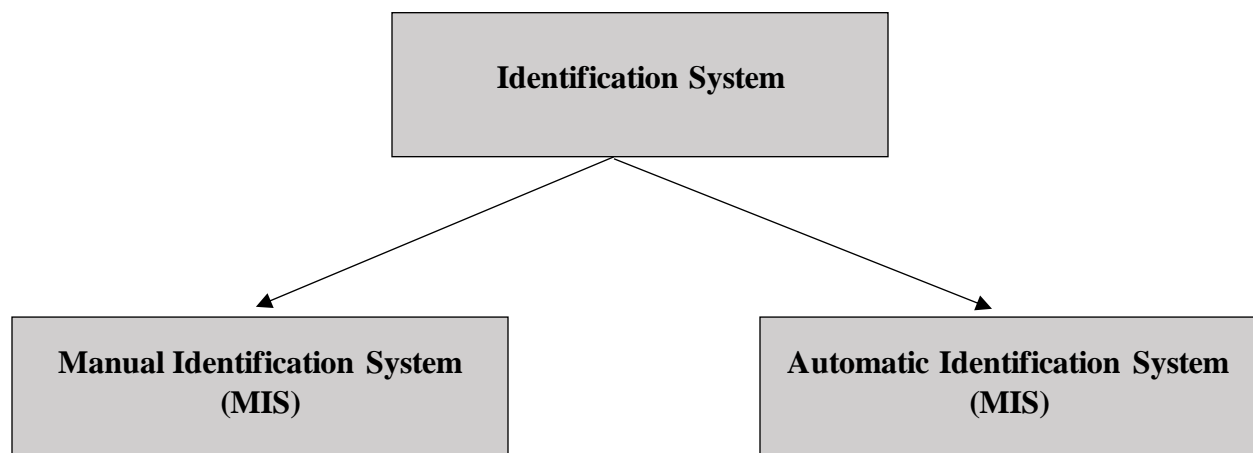 Identification System
Manual Identification System
(MIS)
Automatic Identification System
(MIS)